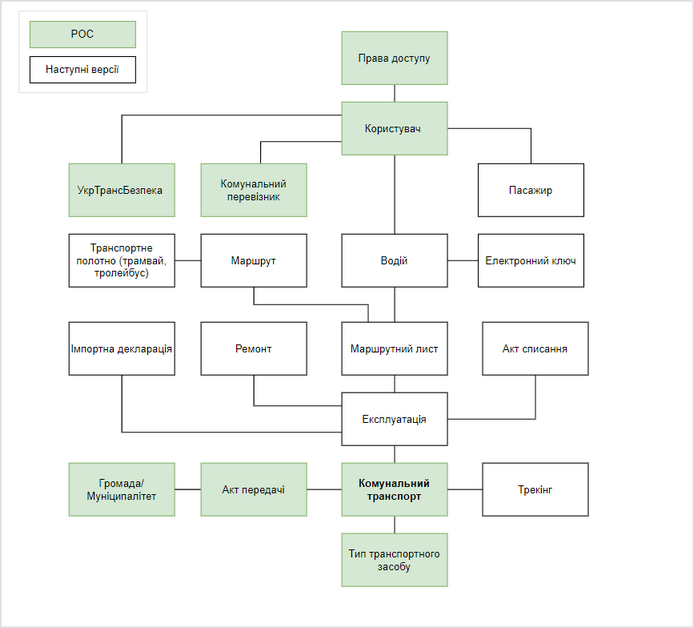 РОС
Наступні версії
Права доступу
Користувач
УкрТрансБезпека
Комунальний
перевізник
Пасажир
Транспортне
полотно (трамвай,
тролейбус)
Маршрут
Водій
Електронний ключ
Імпортна декларація
Ремонт
Маршрутний лист
Акт списання
Експлуатація
Громада/
Муніципалітет
Акт передачі
Комунальний
транспорт
Трекінг
Тип транспортного
засобу